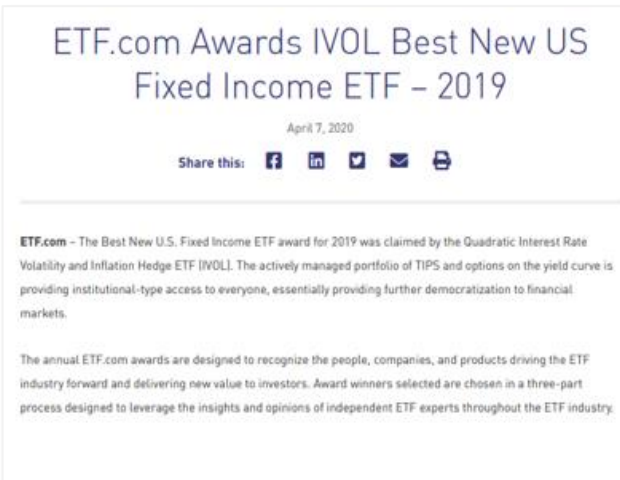 ETF.com Awards IVOL Best New US
Fixed Income ETF – 2019
April 7, 2020
Share this:
ETF.com – The Best New U.S. Fixed Income ETF award for 2019 was claimed by the Quadratic Interest Rate
Volatility and Inflation Hedge ETF (IVOL). The actively managed portfolio of TIPS and options on the yield curve is
providing institutional-type access to everyone, essentially providing further democratization to financial
markets.
The annual ETF.com awards are designed to recognize the people, companies, and products driving the ETF
industry forward and delivering new value to investors. Award winners selected are chosen in a three-part
process designed to leverage the insights and opinions of independent ETF experts throughout the ETF industry.